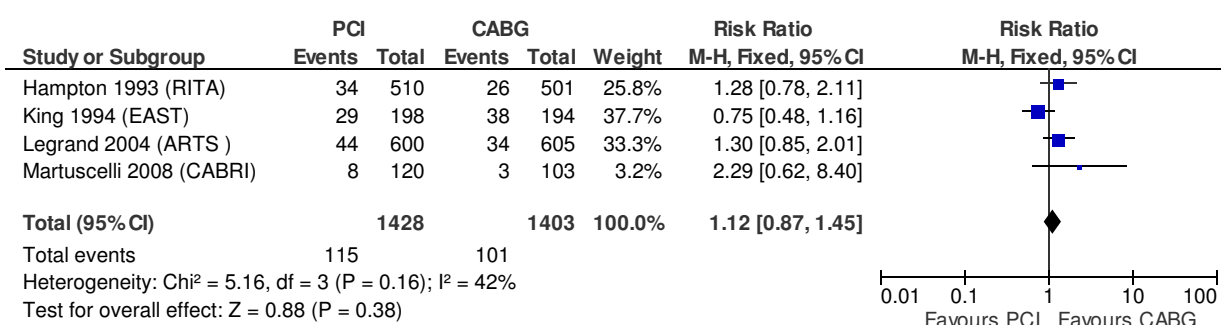 PCI CABG Risk Ratio Risk Ratio
Study or Subgroup Events Total Events Total Weight M-H, Fixed, 95% CI M-H, Fixed, 95% CI
Hampton 1993 (RITA) 34 510 26 501 25.8% 1.28 [0.78, 2.11]
King 1994 (EAST) 29 198 38 194 37.7% 0.75 [0.48, 1.16]
Legrand 2004 (ARTS ) 44 600 34 605 33.3% 1.30 [0.85, 2.01]
Martuscelli 2008 (CABRI) 8 120 3 103 3.2% 2.29 [0.62, 8.40]
Total (95% CI) 1428 1403 100.0% 1.12 [0.87, 1.45]
Total events 115 101
Heterogeneity: Chi² = 5.16, df = 3 (P = 0.16); I² = 42%
Test for overall effect: Z = 0.88 (P = 0.38)
0.01 0.1 1 10 100
Favours PCI Favours CABG